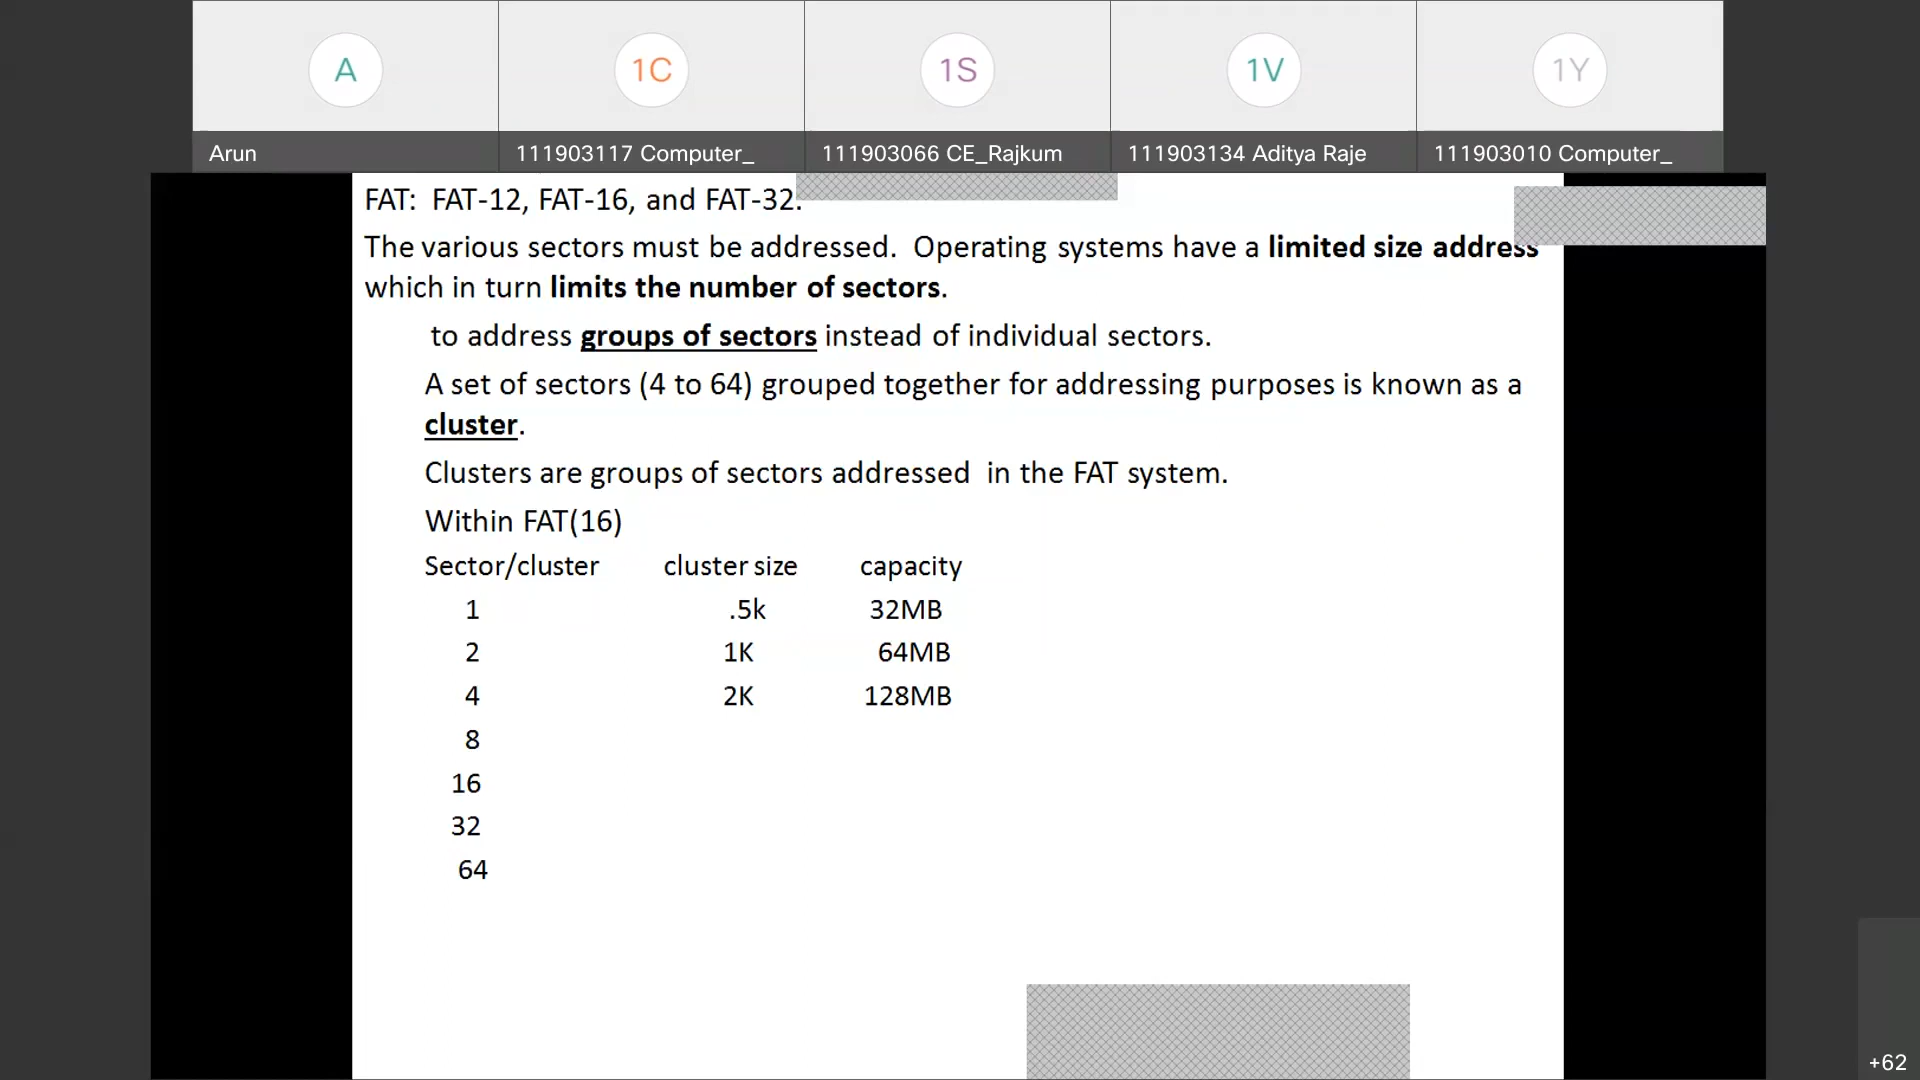 A
1C
1S
1V
1Y
Arun
111903117 Computer_
111903066 CE_Rajkum
111903134 Aditya Raje
111903010 Computer_
FAT: FAT-12, FAT-16, and FAT-32.
The various sectors must be addressed. Operating systems have a limited size address
which in turn limits the number of sectors.
to address groups of sectors instead of individual sectors.
A set of sectors (4 to 64) grouped together for addressing purposes is known as a
cluster.
Clusters are groups of sectors addressed in the FAT system.
Within FAT(16)
Sector/cluster cluster size capacity
1 .5k 32MB
2 1K 64MB
4 2K 128MB
8
16
32
64
+62